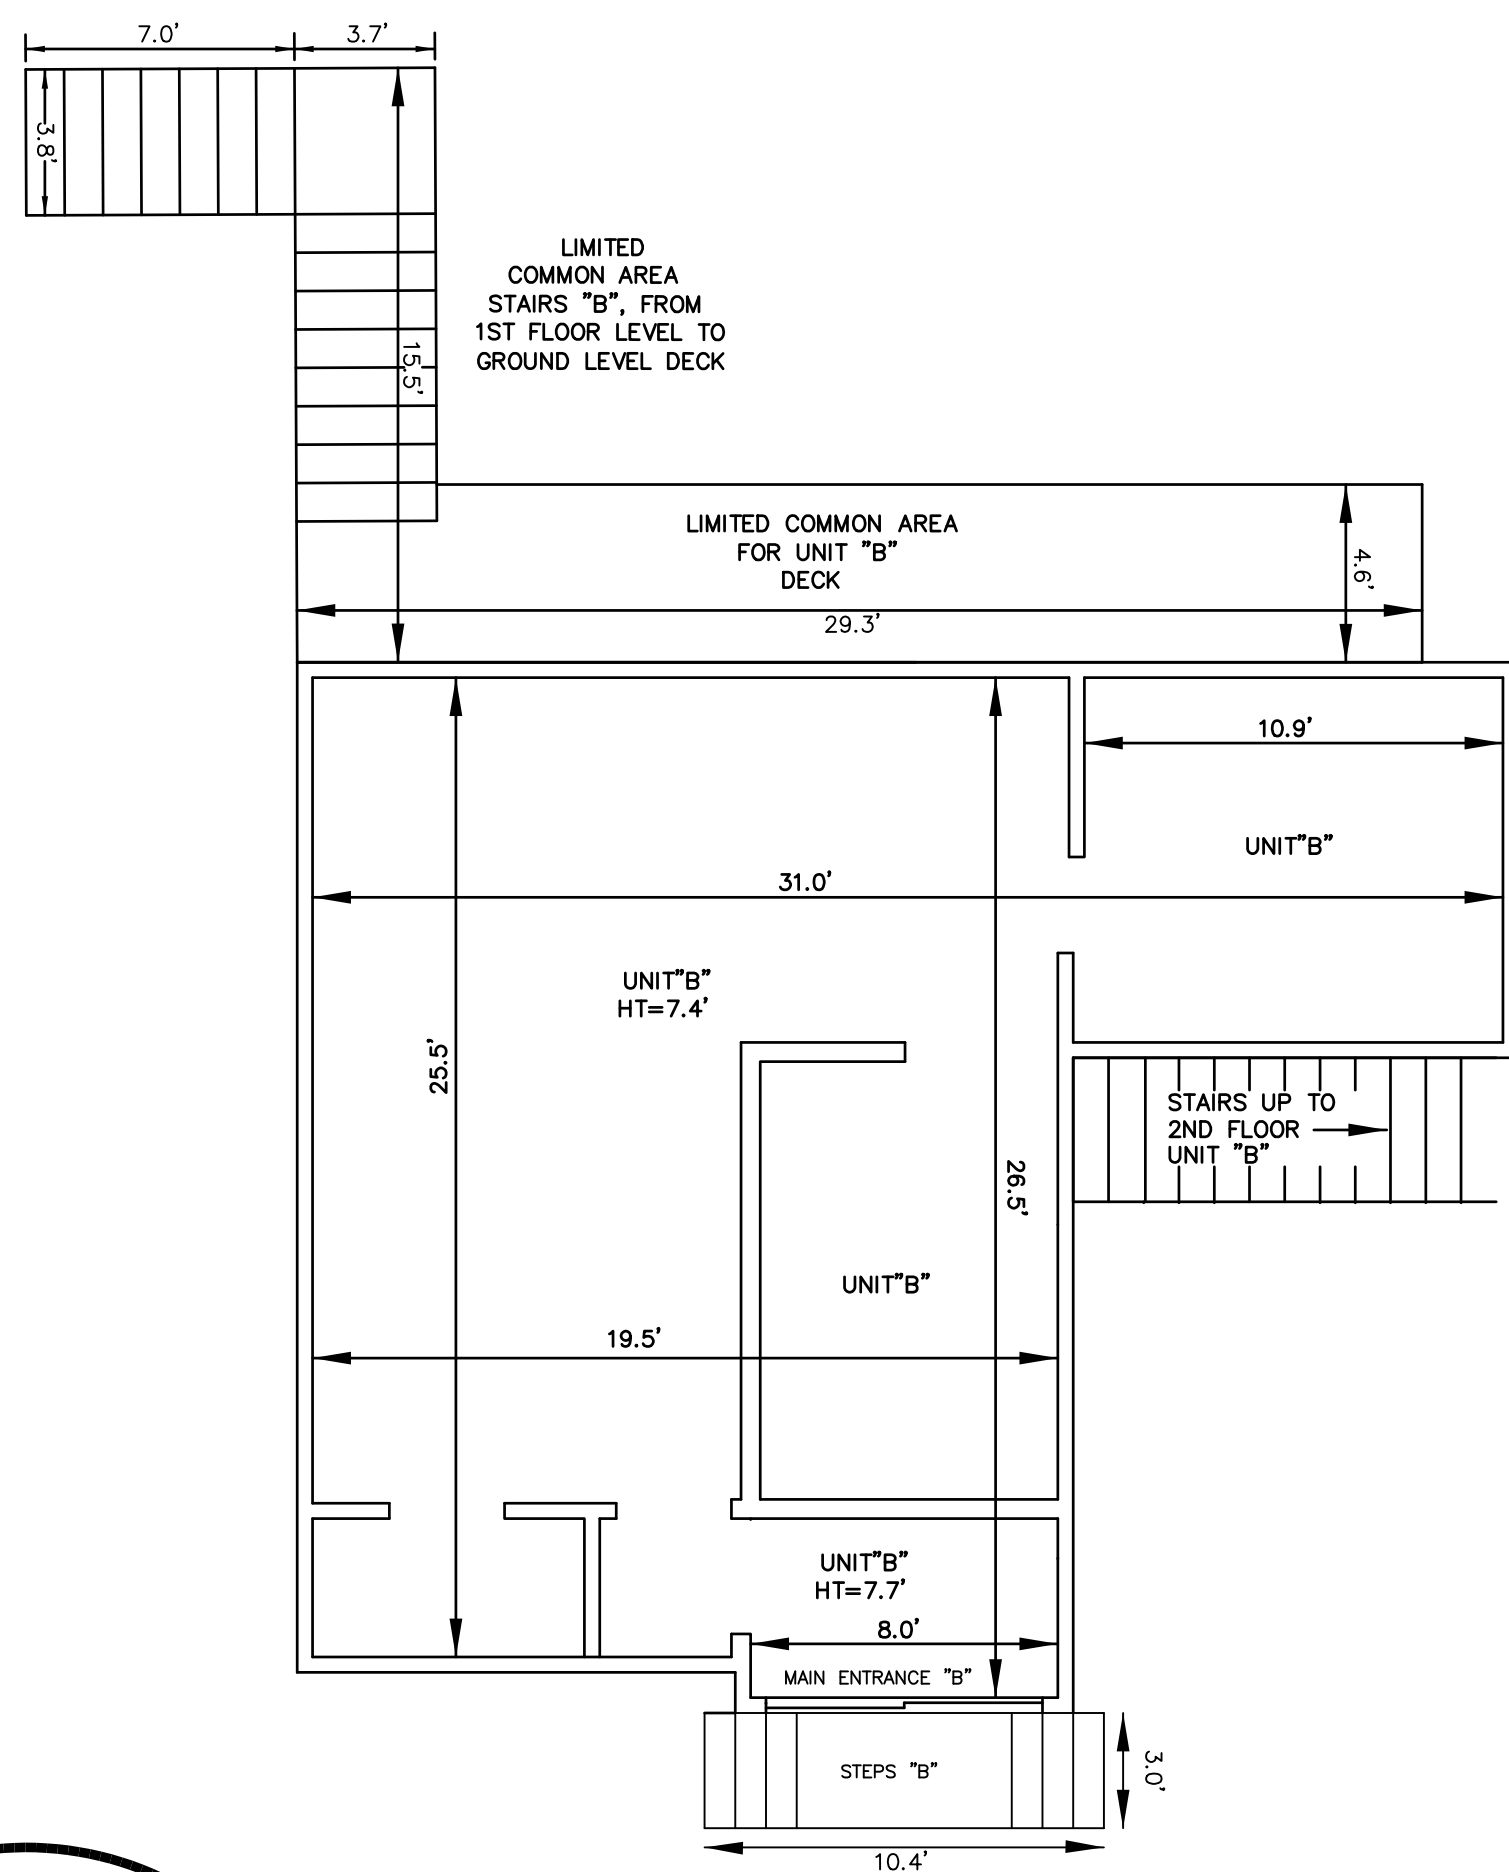 7.0'
3.7'
3.8'
LIMITED
COMMON AREA
STAIRS "B", FROM
1ST FLOOR LEVEL TO
GROUND LEVEL DECK
15.5'
LIMITED COMMON AREA
FOR UNIT "B"
DECK
4.6'
29.3'
10.9'
UNIT"B"
31.0'
UNIT"B"
HT=7.4'
25.5'
STAIRS UP TO
2ND FLOOR
UNIT "B"
26.5'
UNIT"B"
19.5'
UNIT"B"
HT=7.7'
8.0'
MAIN ENTRANCE "B"
STEPS "B"
3.0'
10.4'